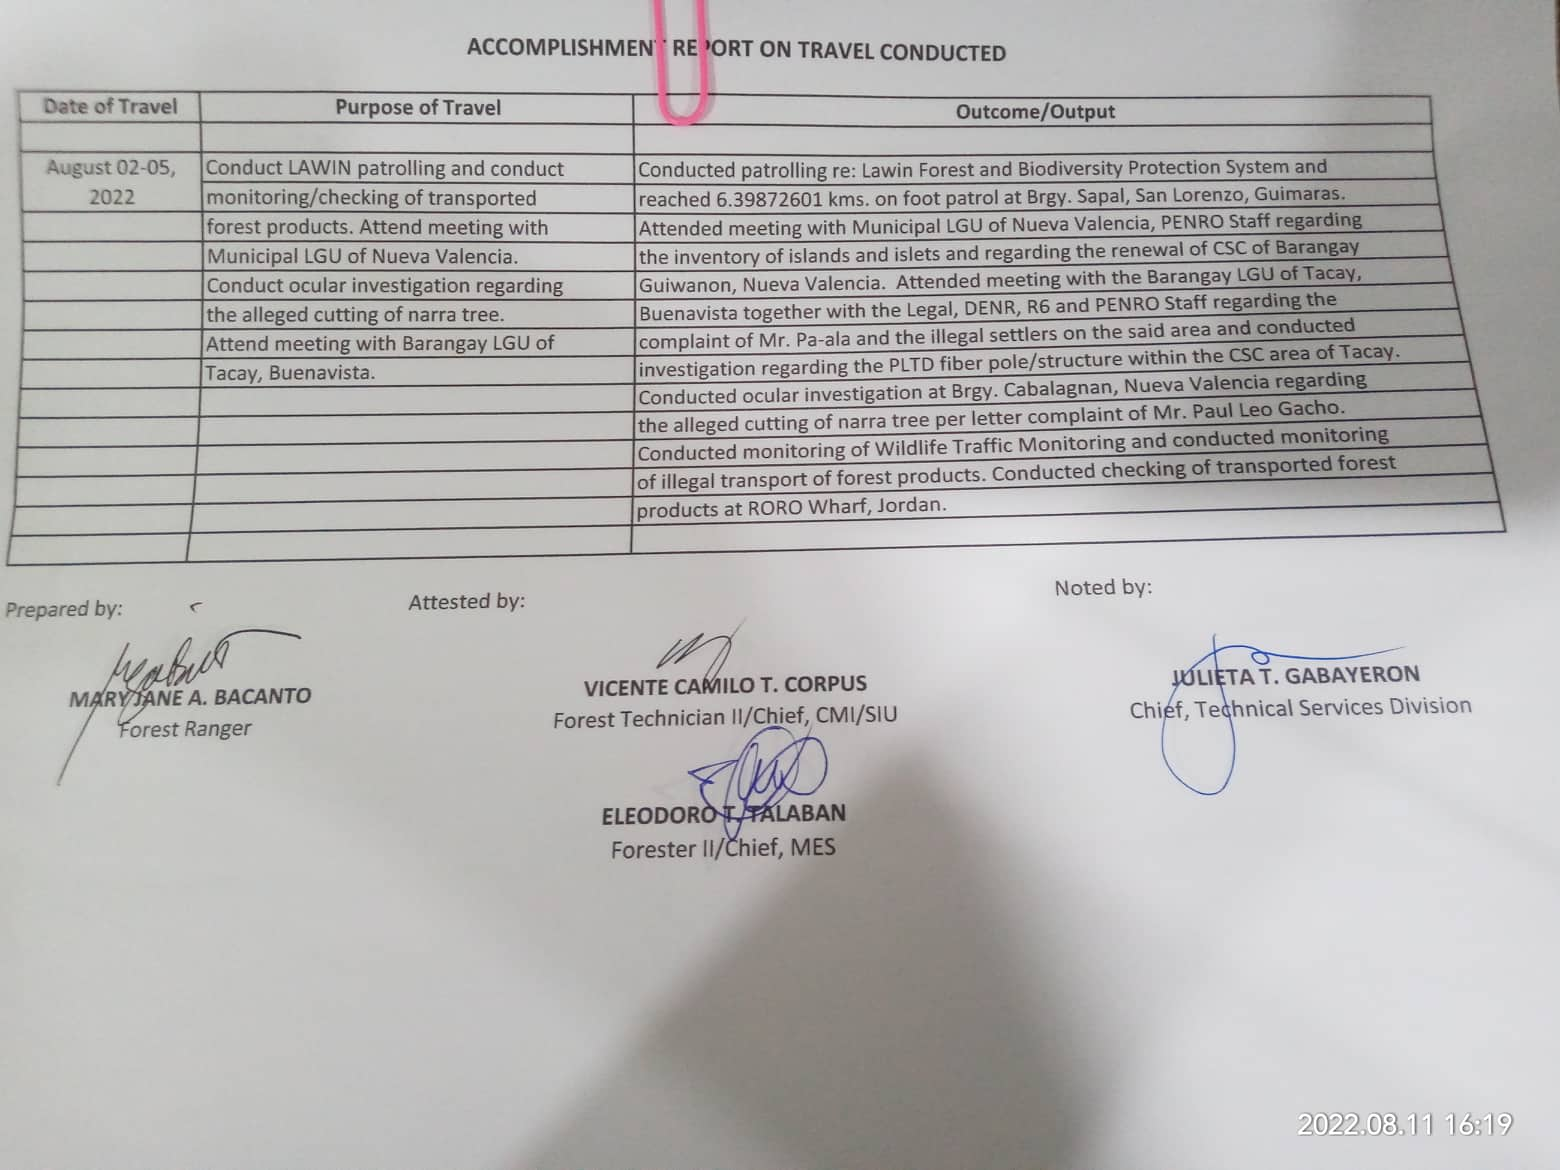 ACCOMPLISHMENT REPORT ON TRAVEL CONDUCTED
Date of Travel
Purpose of Travel
Outcome/Output
August 02-05,
2022
Conduct LAWIN patrolling and conduct
monitoring/checking of transported
forest products. Attend meeting with
Municipal LGU of Nueva Valencia.
Conduct ocular investigation regarding
the alleged cutting of narra tree.
Attend meeting with Barangay LGU of
Tacay, Buenavista.
Conducted patrolling re: Lawin Forest and Biodiversity Protection System and
reached 6.39872601 kms. on foot patrol at Brgy. Sapal, San Lorenzo, Guimaras.
Attended meeting with Municipal LGU of Nueva Valencia, PENRO Staff regarding
the inventory of islands and islets and regarding the renewal of CSC of Barangay
Guiwanon, Nueva Valencia. Attended meeting with the Barangay LGU of Tacay,
Buenavista together with the Legal, DENR, R6 and PENRO Staff regarding the
complaint of Mr. Pa-ala and the illegal settlers on the said area and conducted
investigation regarding the PLTD fiber pole/structure within the CSC area of Tacay.
Conducted ocular investigation at Brgy. Cabalagnan, Nueva Valencia regarding
the alleged cutting of narra tree per letter complaint of Mr. Paul Leo Gacho.
Conducted monitoring of Wildlife Traffic Monitoring and conducted monitoring
of illegal transport of forest products. Conducted checking of transported forest
products at RORO Wharf, Jordan.
Prepared by:
Attested by:
Noted by:
MARY JANE A. BACANTO
Forest Ranger
VICENTE CAMILO T. CORPUS
Forest Technician II/Chief, CMI/SIU
JULIETA T. GABAYERON
Chief, Technical Services Division
ELEODORO T. TALABAN
Forester II/Chief, MES
2022.08.11 16:19